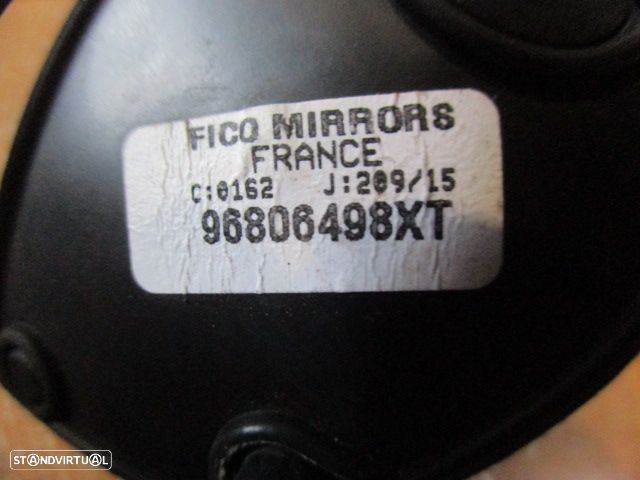 FICO MIRRORS
FRANCE
C:0162 J:209/15
96806498XT
STANDVIRTUAL